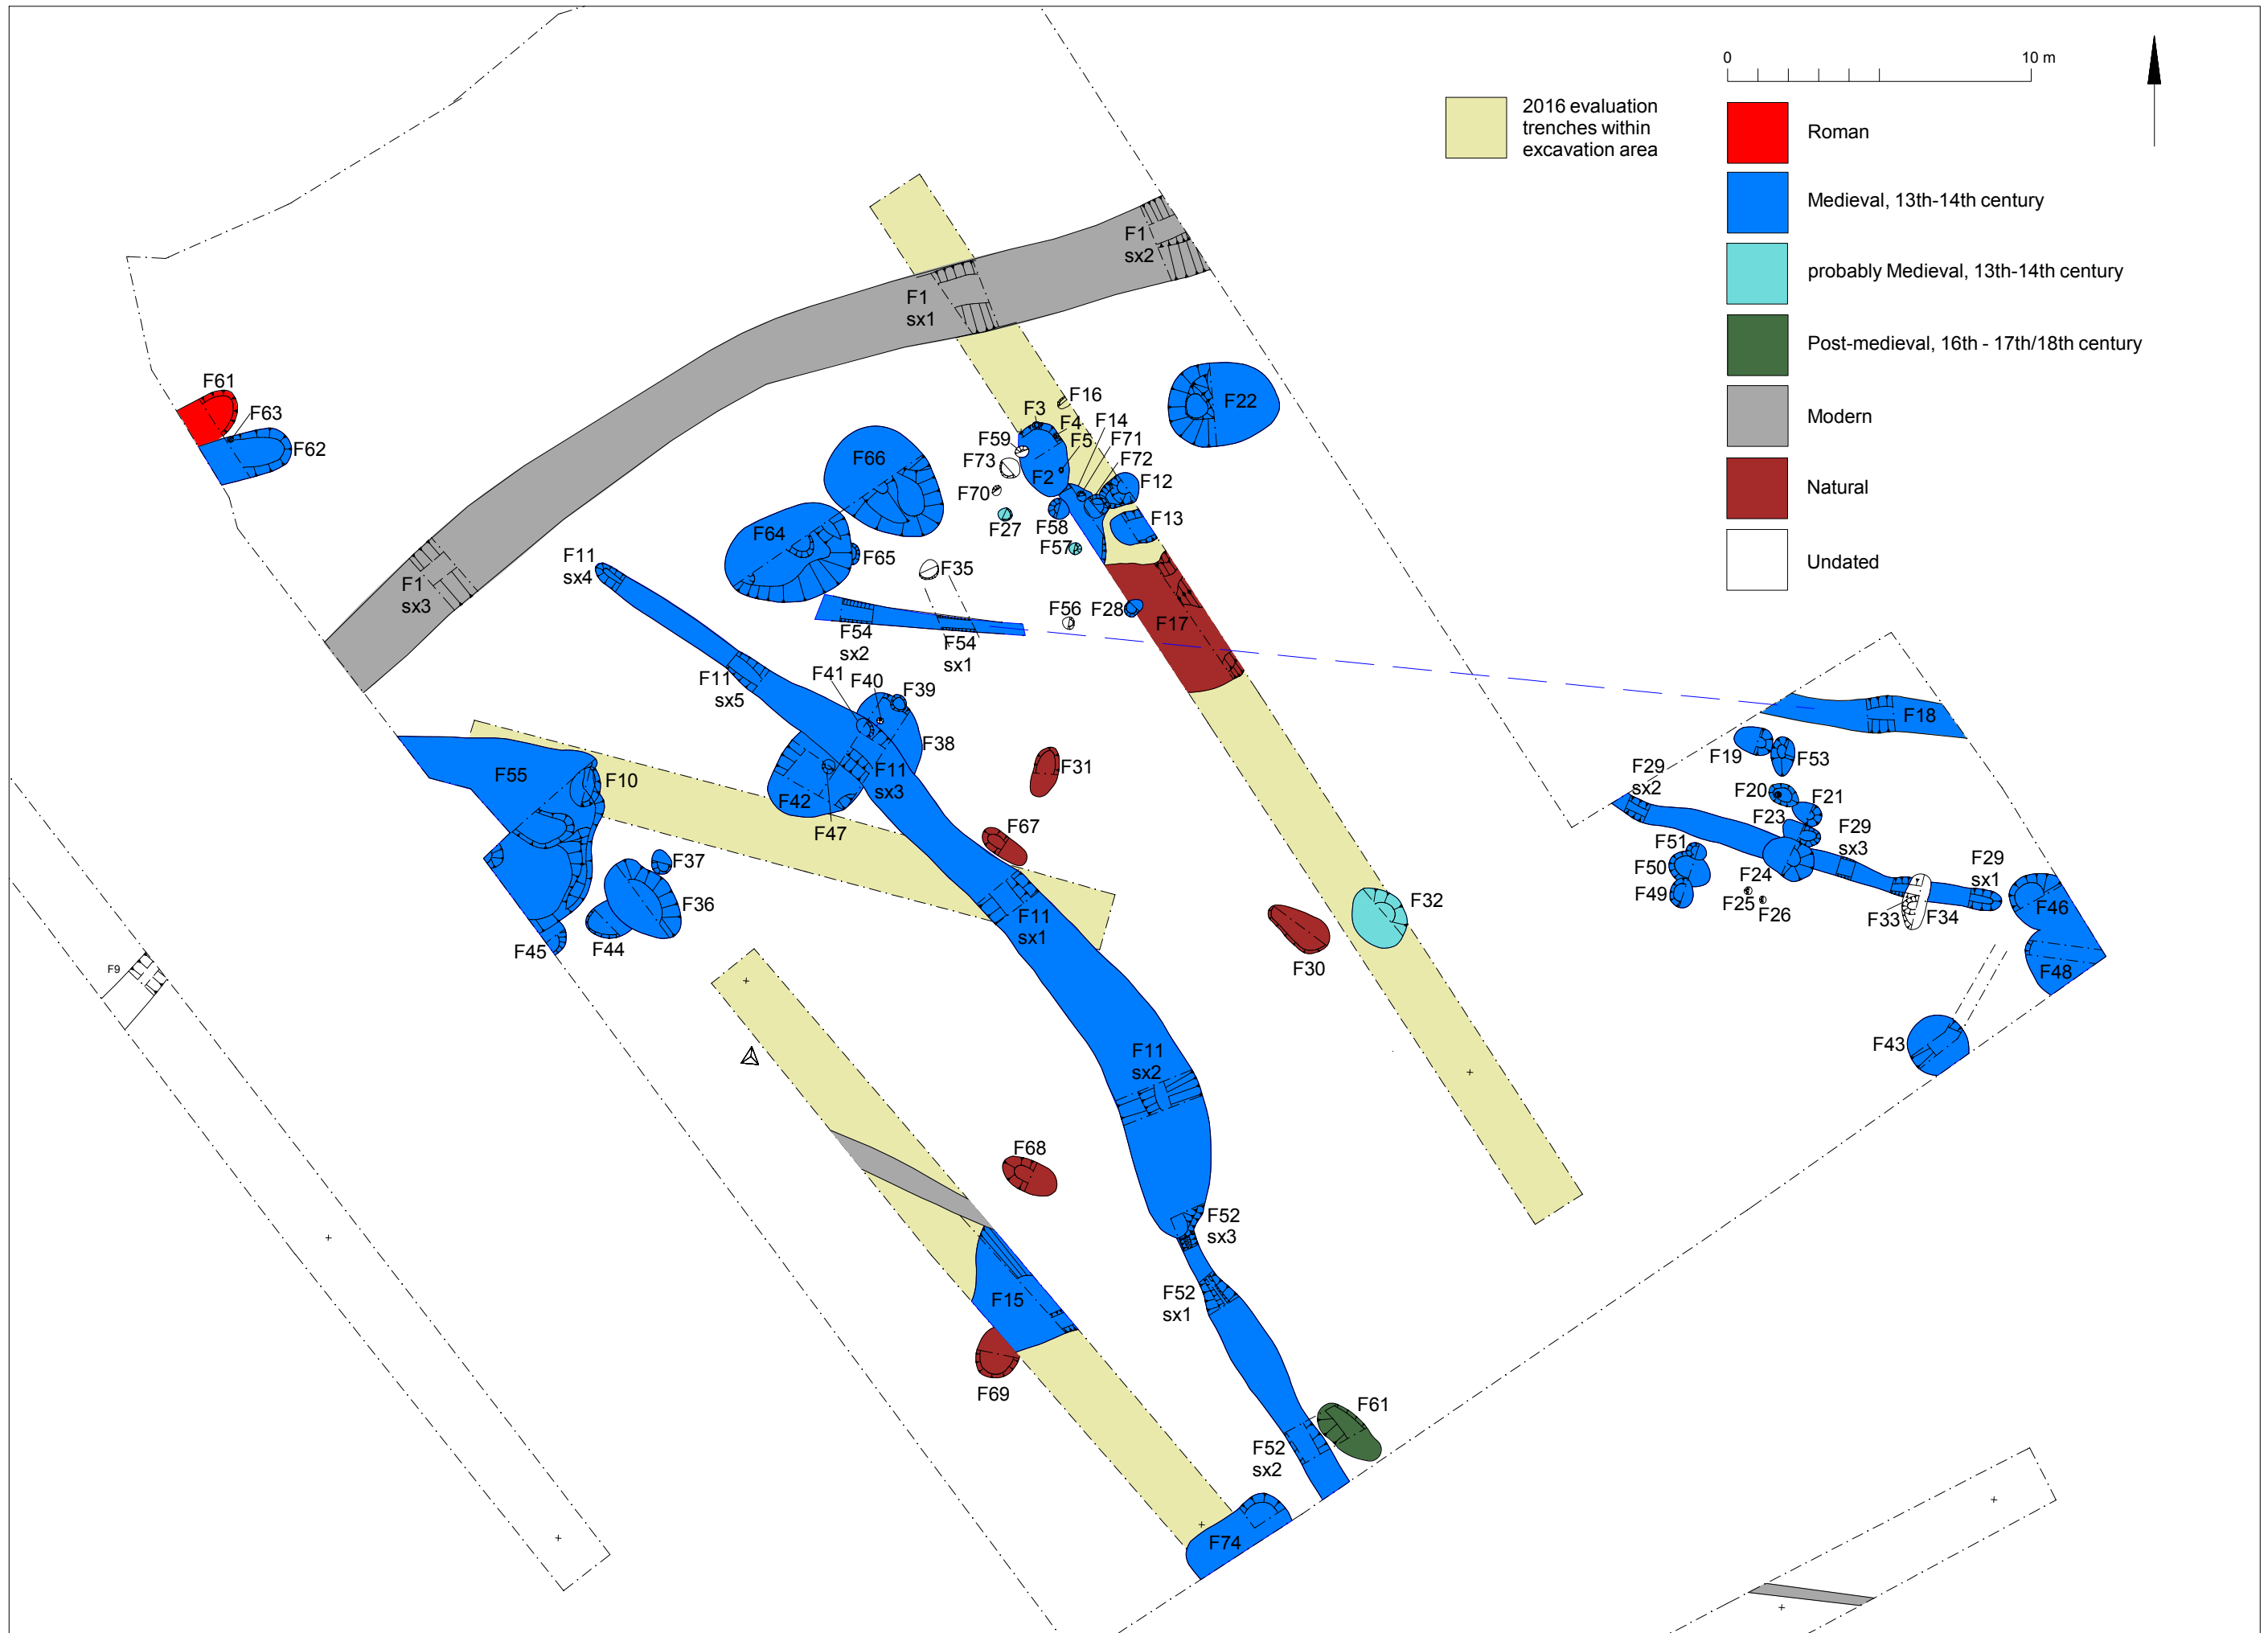 0
10 m
2016 evaluation
trenches within
excavation area
Roman
Medieval, 13th-14th century
probably Medieval, 13th-14th century
Post-medieval, 16th - 17th/18th century
Modern
Natural
Undated
F1
sx2
F1
sx1
F61
F63
F62
F16
F3
F4
F14
F5
F71
F59
F73
F72
F2
F12
F22
F66
F70
F27
F58
F13
F64
F65
F57
F11
sx4
F1
sx3
F35
F56
F28
F17
F54
sx2
F54
sx1
F11
sx5
F41
F40
F39
F38
F18
F19
F53
F55
F10
F42
F11
sx3
F47
F31
F29
sx2
F20
F21
F23
F51
F29
sx3
F67
F37
F50
F24
F29
sx1
F36
F49
F25
F26
F33
F34
F46
F32
F44
F45
F11
sx1
F30
F48
F9
F43
F11
sx2
F68
F52
sx3
F52
sx1
F15
F69
F61
F52
sx2
F74